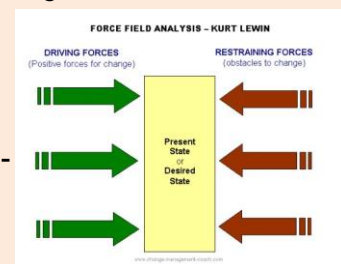 FORCE FIELD ANALYSIS – KURT LEWIN
DRIVING FORCES
(Positive forces for change)
RESTRAINING FORCES
(obstacles to change)
Present
State
or
Desired
State
www.change-management-coach.com